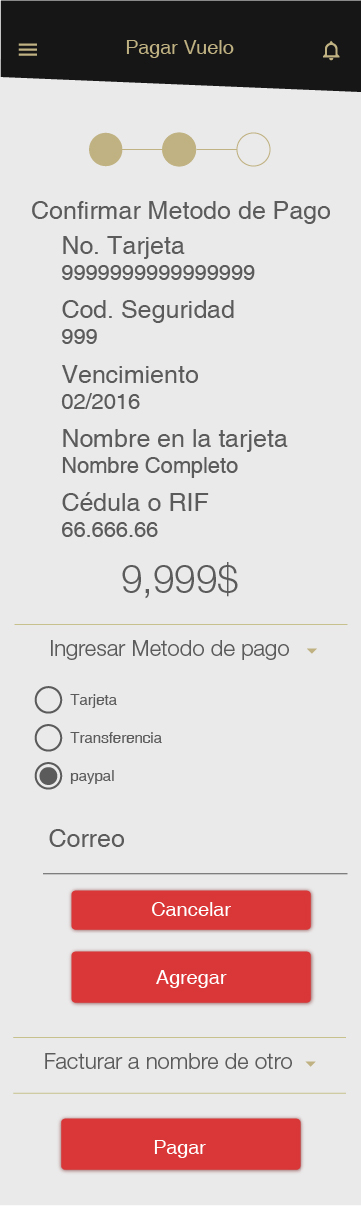 Pagar Vuelo
Confirmar Metodo de Pago
No. Tarjeta
9999999999999999
Cod. Seguridad
999
Vencimiento
02/2016
Nombre en la tarjeta
Nombre Completo
Cédula o RIF
66.666.66
9,999$
Ingresar Metodo de pago
Tarjeta
Transferencia
paypal
Correo
Cancelar
Agregar
Facturar a nombre de otro
Pagar